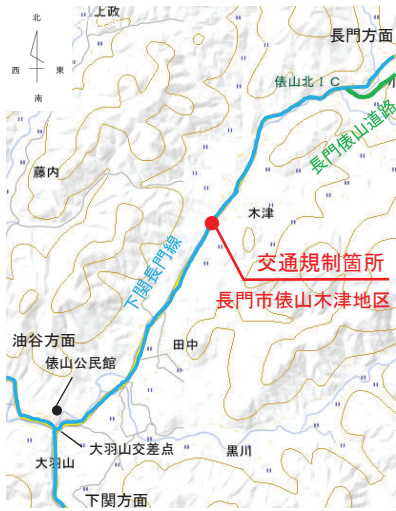 北
西 東
南
上政
長門方面
俵山北IC
長門俵山道路
藤内
木津
交通規制箇所
長門市俵山木津地区
下関長門線
油谷方面
俵山公民館
田中
大羽山交差点
大羽山
黒川
下関方面